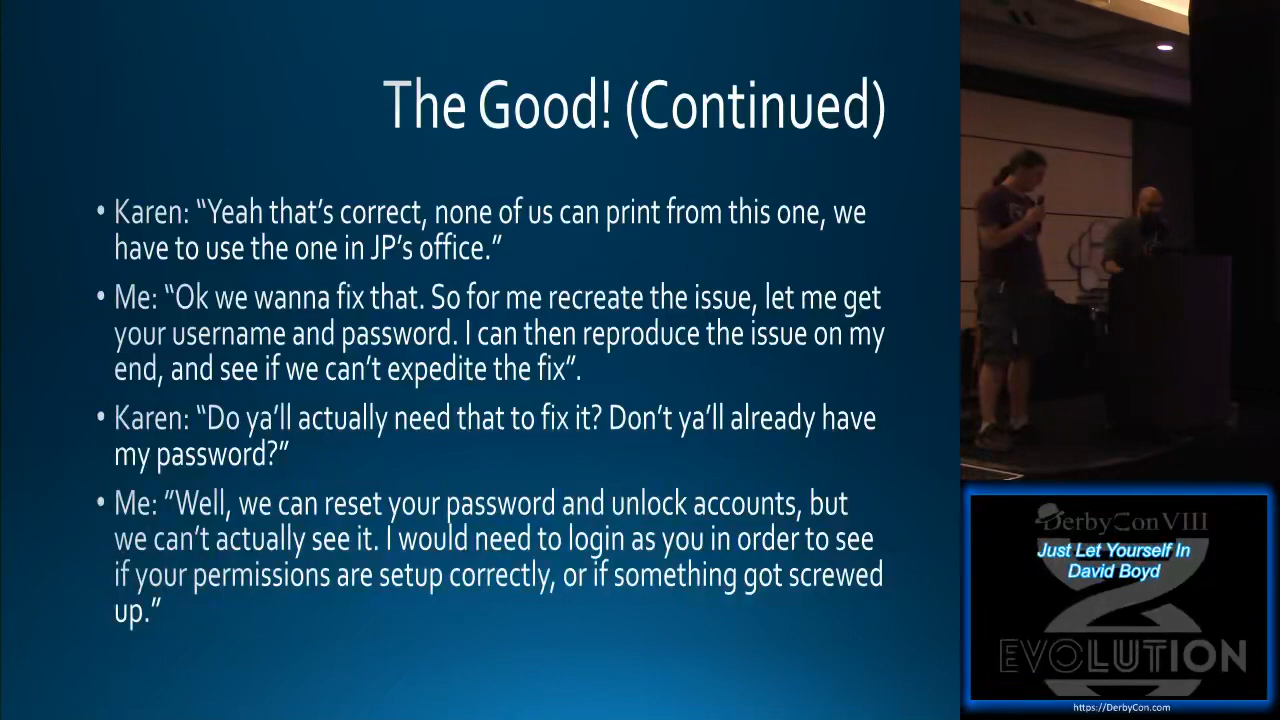 The Good! (Continued)
• Karen: “Yeah that’s correct, none of us can print from this one, we
have to use the one in JP’s office.”
• Me: “Ok we wanna fix that. So for me recreate the issue, let me get
your username and password. I can then reproduce the issue on my
end, and see if we can’t expedite the fix”.
• Karen: “Do ya’ll actually need that to fix it? Don’t ya’ll already have
my password?”
• Me: “Well, we can reset your password and unlock accounts, but
we can’t actually see it. I would need to login as you in order to see
if your permissions are setup correctly, or if something got screwed
up.”
DerbyCon VIII
Just Let Yourself In
David Boyd
EVOLUTION
https://DerbyCon.com